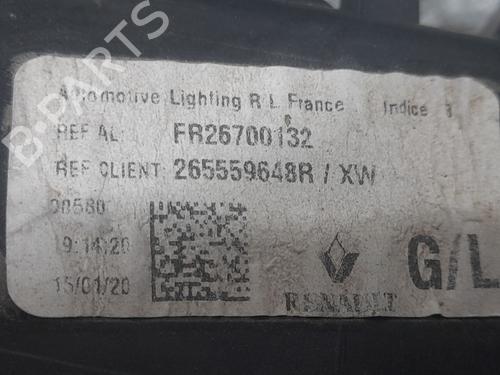 B-PARTS
Automotive Lighting R L France Indice
REF AL: FR26700132
REF CLIENT: 265559648R / XW
19:14:20
15/01/20
RENAULT
G/L